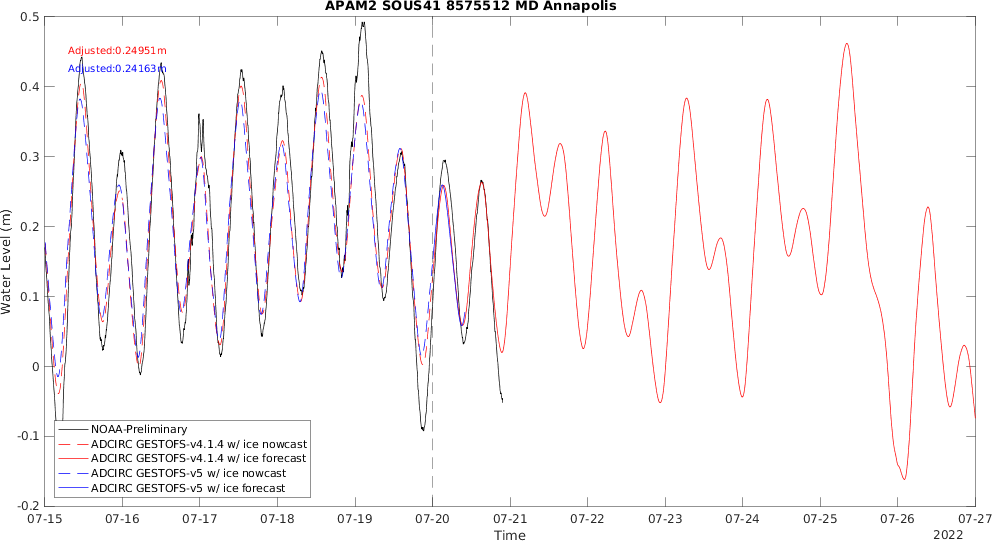 APAM2 SOUS41 8575512 MD Annapolis
0.5
0.4
0.3
0.2
0.1
0
-0.1
-0.2
Water Level (m)
Adjusted:0.24951m
Adjusted:0.24163m
NOAA-Preliminary
ADCIRC GESTOFS-v4.1.4 w/ ice nowcast
ADCIRC GESTOFS-v4.1.4 w/ ice forecast
ADCIRC GESTOFS-v5 w/ ice nowcast
ADCIRC GESTOFS-v5 w/ ice forecast
07-15 07-16 07-17 07-18 07-19 07-20 07-21 07-22 07-23 07-24 07-25 07-26 07-27
Time
2022